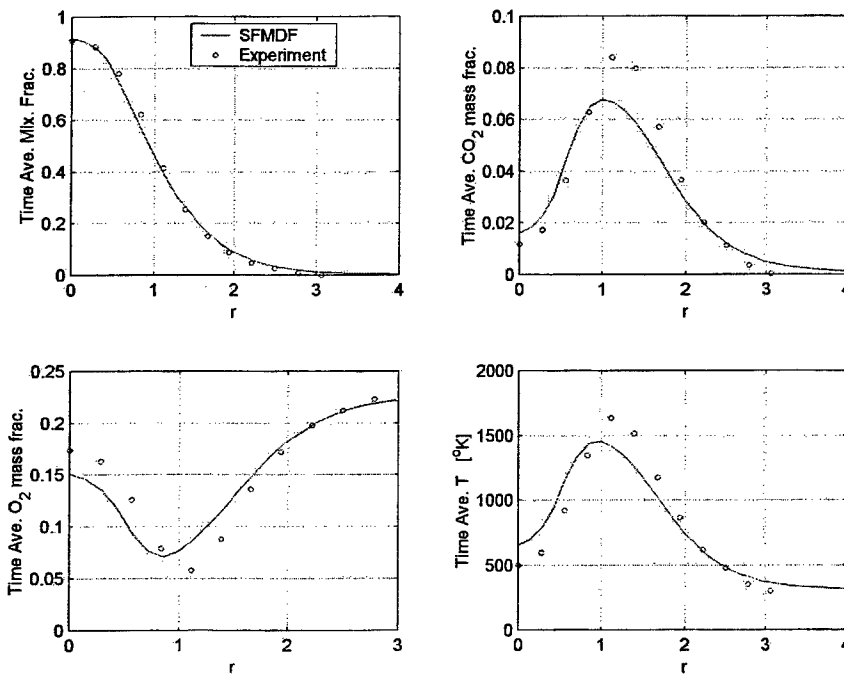 SFMDF
Experiment
Time Ave. Mix. Frac.
1
0.8
0.6
0.4
0.2
0
0 1 2 3 4
r
Time Ave. CO2 mass frac.
0.1
0.08
0.06
0.04
0.02
0
0 1 2 3 4
r
Time Ave. O2 mass frac.
0.25
0.2
0.15
0.1
0.05
0
0 1 2 3
r
Time Ave. T [°K]
2000
1500
1000
500
0
0 1 2 3 4
r